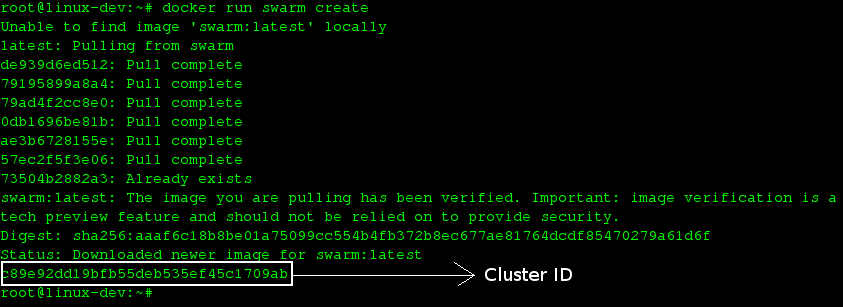 root@linux-dev:~# docker run swarm create
Unable to find image 'swarm:latest' locally
latest: Pulling from swarm
de939d6ed512: Pull complete
79195899a8a4: Pull complete
79ad4f2cc8e0: Pull complete
0db1696be81b: Pull complete
ae3b6728155e: Pull complete
57ec2f5f3e06: Pull complete
73504b2882a3: Already exists
swarm:latest: The image you are pulling has been verified. Important: image verification is a
tech preview feature and should not be relied on to provide security.
Digest: sha256:aaaf6c18b8be01a75099cc554b4fb372b8ec677ae81764dcdf85470279a61d6f
Status: Downloaded newer image for swarm:latest
c89e92dd19bfb55deb535ef45c1709ab Cluster ID
root@linux-dev:~#